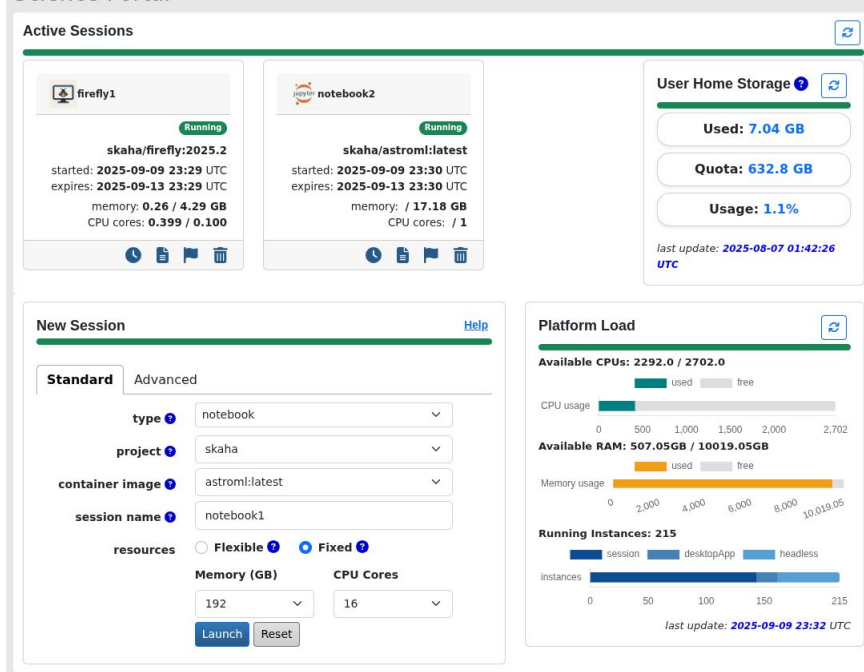 Science Portal
Active Sessions
firefly1
Running
skaha/firefly:2025.2
started: 2025-09-09 23:29 UTC
expires: 2025-09-13 23:29 UTC
memory: 0.26 / 4.29 GB
CPU cores: 0.399 / 0.100
jupyter notebook2
Running
skaha/astroml:latest
started: 2025-09-09 23:30 UTC
expires: 2025-09-13 23:30 UTC
memory: / 17.18 GB
CPU cores: / 1
User Home Storage ?
Used: 7.04 GB
Quota: 632.8 GB
Usage: 1.1%
last update: 2025-08-07 01:42:26
UTC
New Session Help
Standard Advanced
type ? notebook
project ? skaha
container image ? astroml:latest
session name ? notebook1
resources Flexible ? Fixed ?
Memory (GB) CPU Cores
192 16
Launch Reset
Platform Load
Available CPUs: 2292.0 / 2702.0
used free
CPU usage
0 500 1,000 1,500 2,000 2,702
Available RAM: 507.05GB / 10019.05GB
used free
Memory usage
0 2,000 4,000 6,000 8,000 10,019.05
Running Instances: 215
session desktopApp headless
instances
0 50 100 150 215
last update: 2025-09-09 23:32 UTC